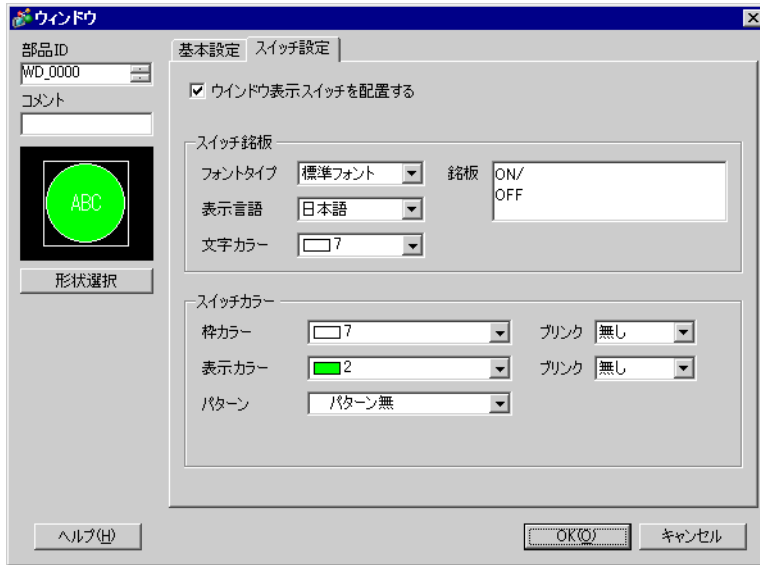 ウィンドウ
部品ID
WD_0000
コメント
ABC
形状選択
基本設定 スイッチ設定
ウインドウ表示スイッチを配置する
スイッチ銘板
フォントタイプ 標準フォント 銘板 ON/
OFF
表示言語 日本語
文字カラー 7
スイッチカラー
枠カラー 7 ブリンク 無し
表示カラー 2 ブリンク 無し
パターン パターン無
ヘルプ(H) OK(O) キャンセル